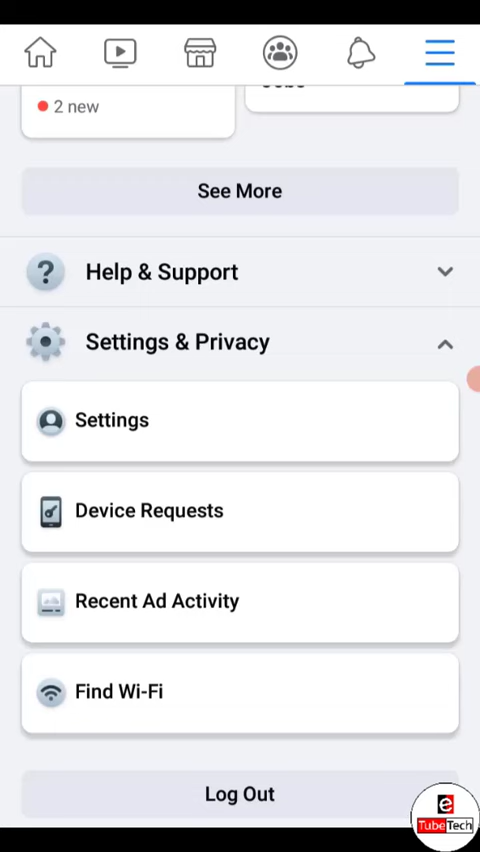 2 new
See More
Help & Support
Settings & Privacy
Settings
Device Requests
Recent Ad Activity
Find Wi-Fi
Log Out
e
TubeTech